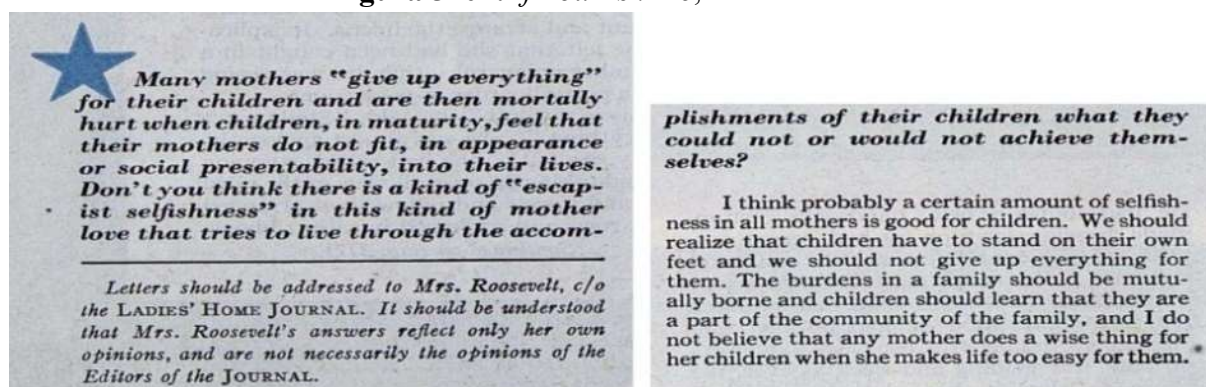 Many mothers "give up everything"
for their children and are then mortally
hurt when children, in maturity, feel that
their mothers do not fit, in appearance
or social presentability, into their lives.
Don't you think there is a kind of "escap-
ist selfishness" in this kind of mother
love that tries to live through the accom-
Letters should be addressed to Mrs. Roosevelt, c/o
the LADIES' HOME JOURNAL. It should be understood
that Mrs. Roosevelt's answers reflect only her own
opinions, and are not necessarily the opinions of the
Editors of the JOURNAL.
plishments of their children what they
could not or would not achieve them-
selves?
I think probably a certain amount of selfish-
ness in all mothers is good for children. We should
realize that children have to stand on their own
feet and we should not give up everything for
them. The burdens in a family should be mutu-
ally borne and children should learn that they are
a part of the community of the family, and I do
not believe that any mother does a wise thing for
her children when she makes life too easy for them.